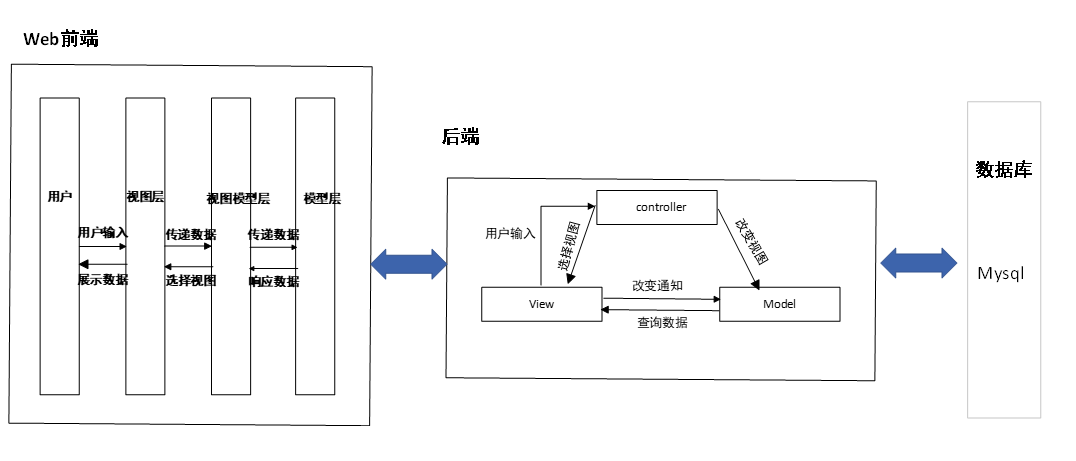 Web前端
用户
视图层
视图模型层
模型层
用户输入
传递数据
传递数据
展示数据
选择视图
响应数据
后端
controller
用户输入
选择视图
改变视图
View
改变通知
Model
查询数据
数据库
Mysql